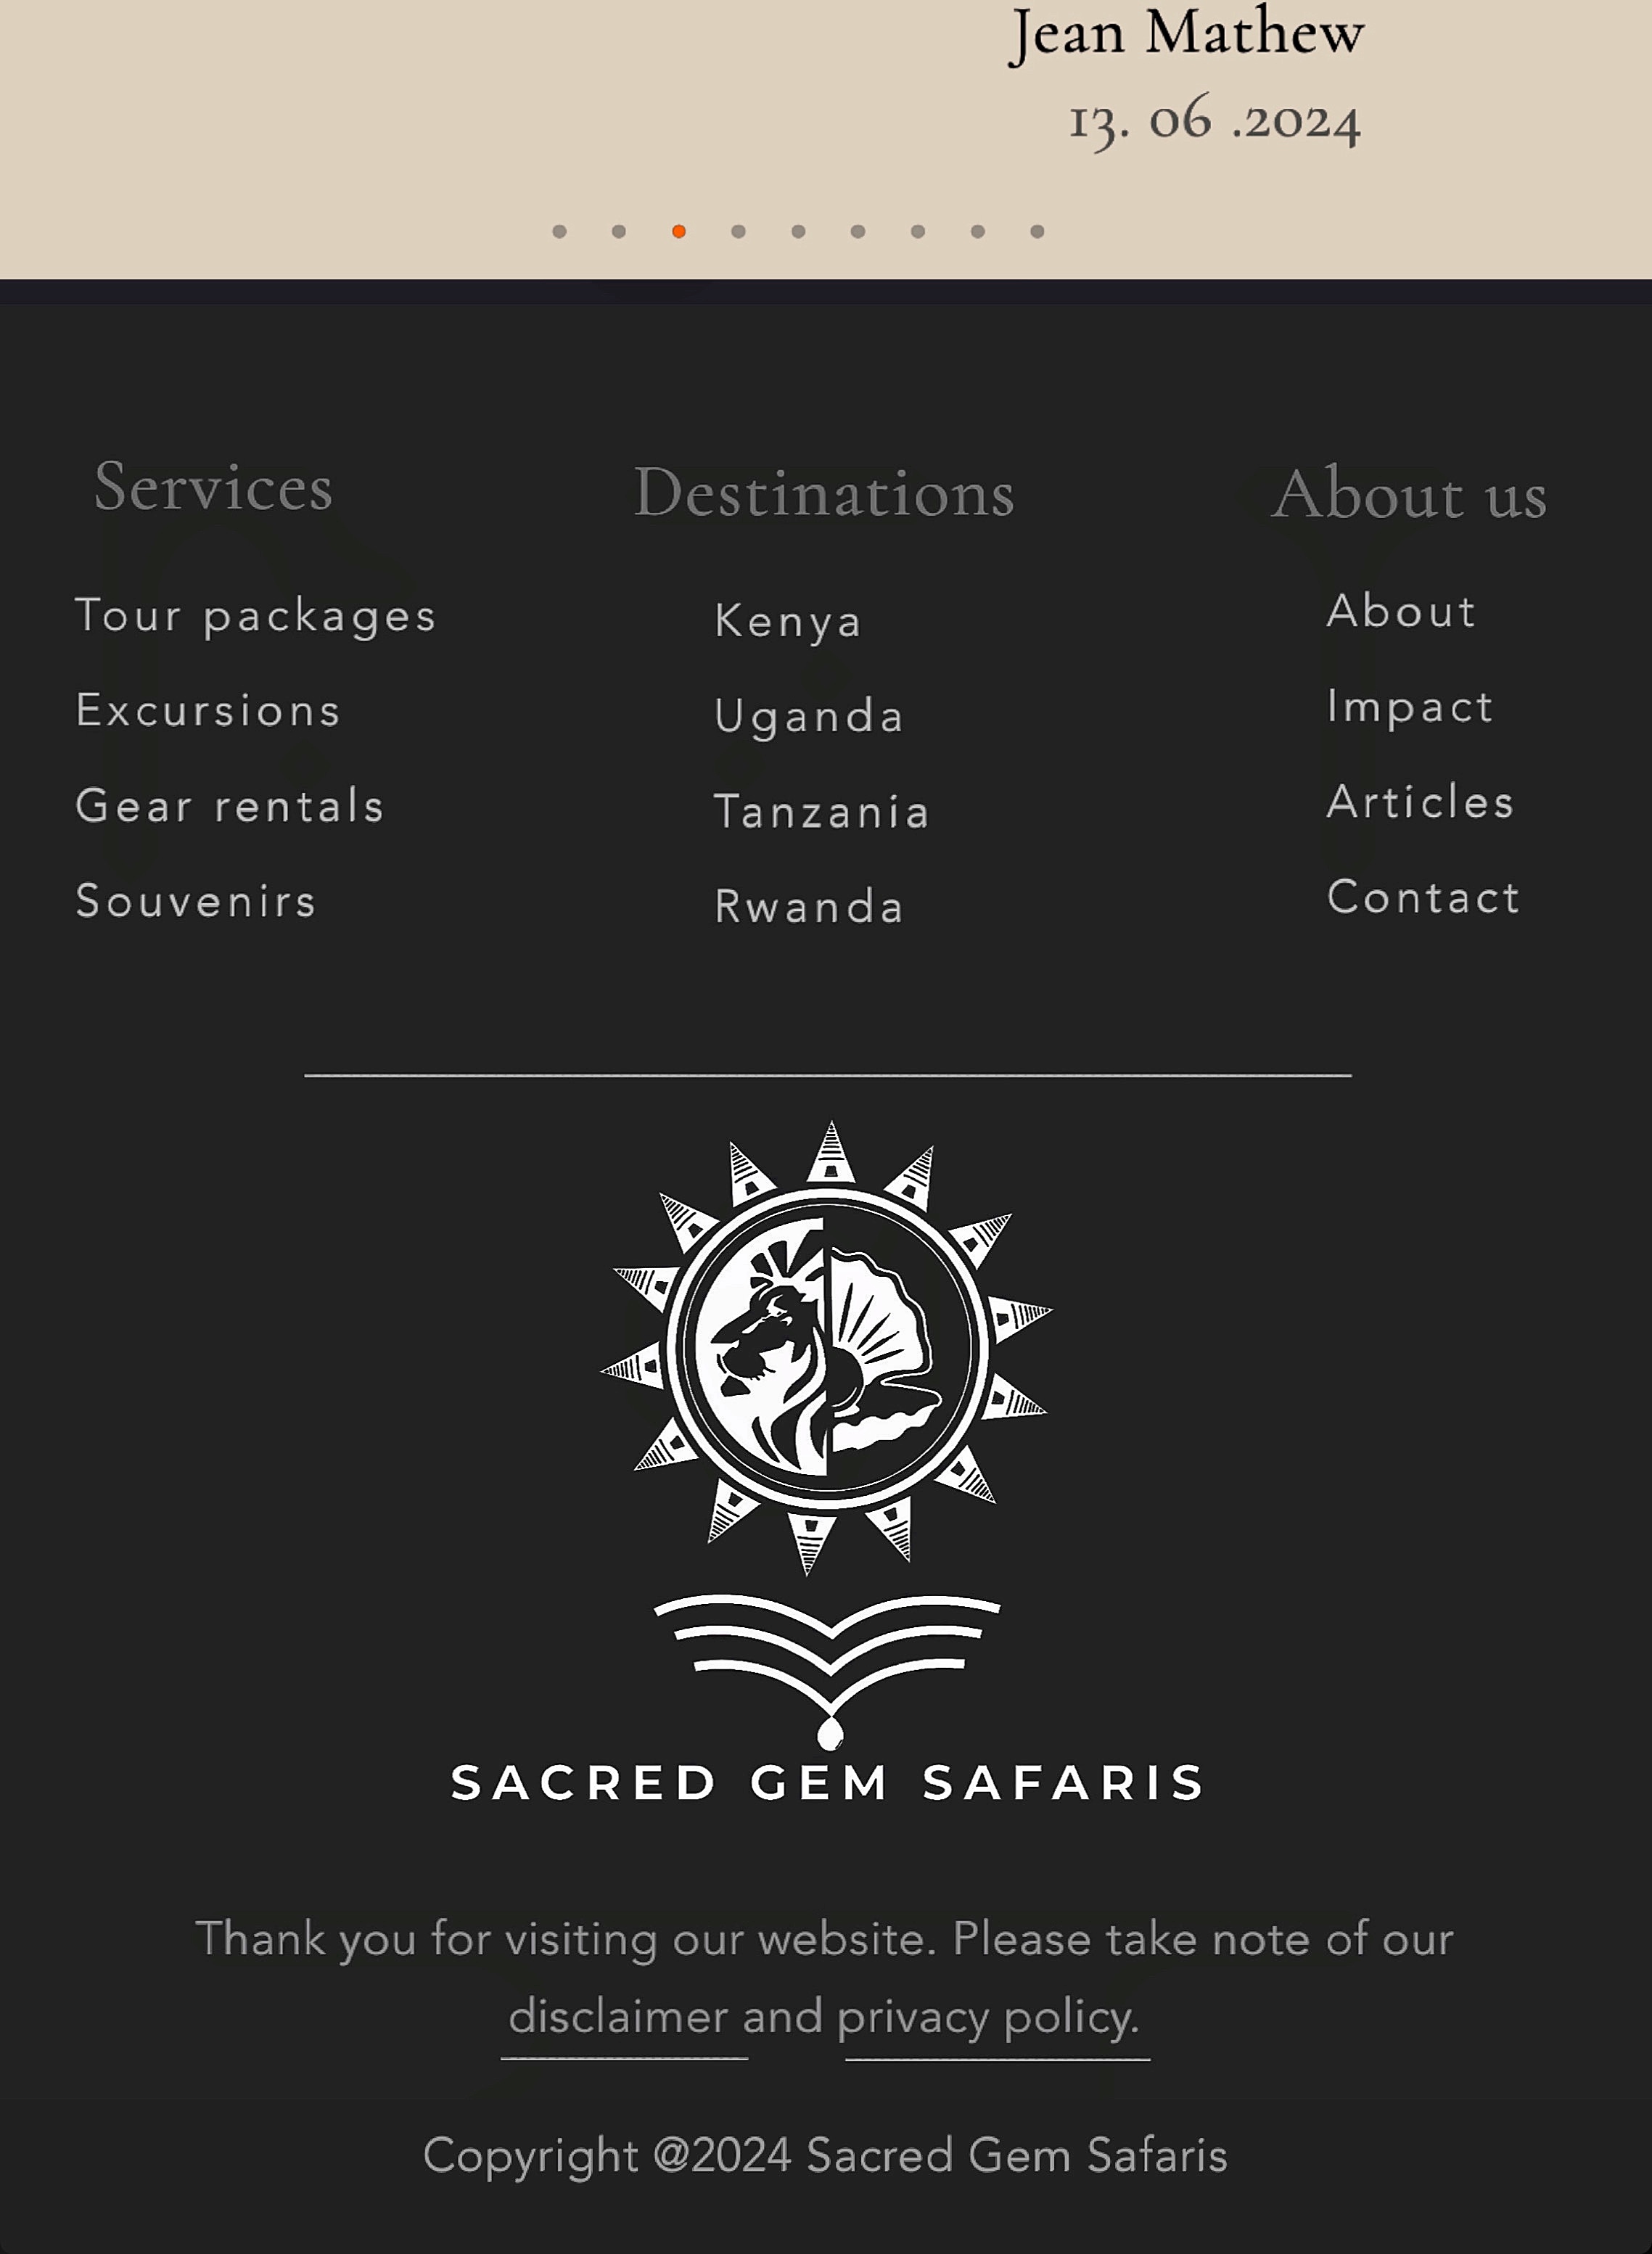 Jean Mathew
13. 06 .2024
Services
Tour packages
Excursions
Gear rentals
Souvenirs
Destinations
Kenya
Uganda
Tanzania
Rwanda
About us
About
Impact
Articles
Contact
SACRED GEM SAFARIS
Thank you for visiting our website. Please take note of our
disclaimer and privacy policy.
Copyright @2024 Sacred Gem Safaris